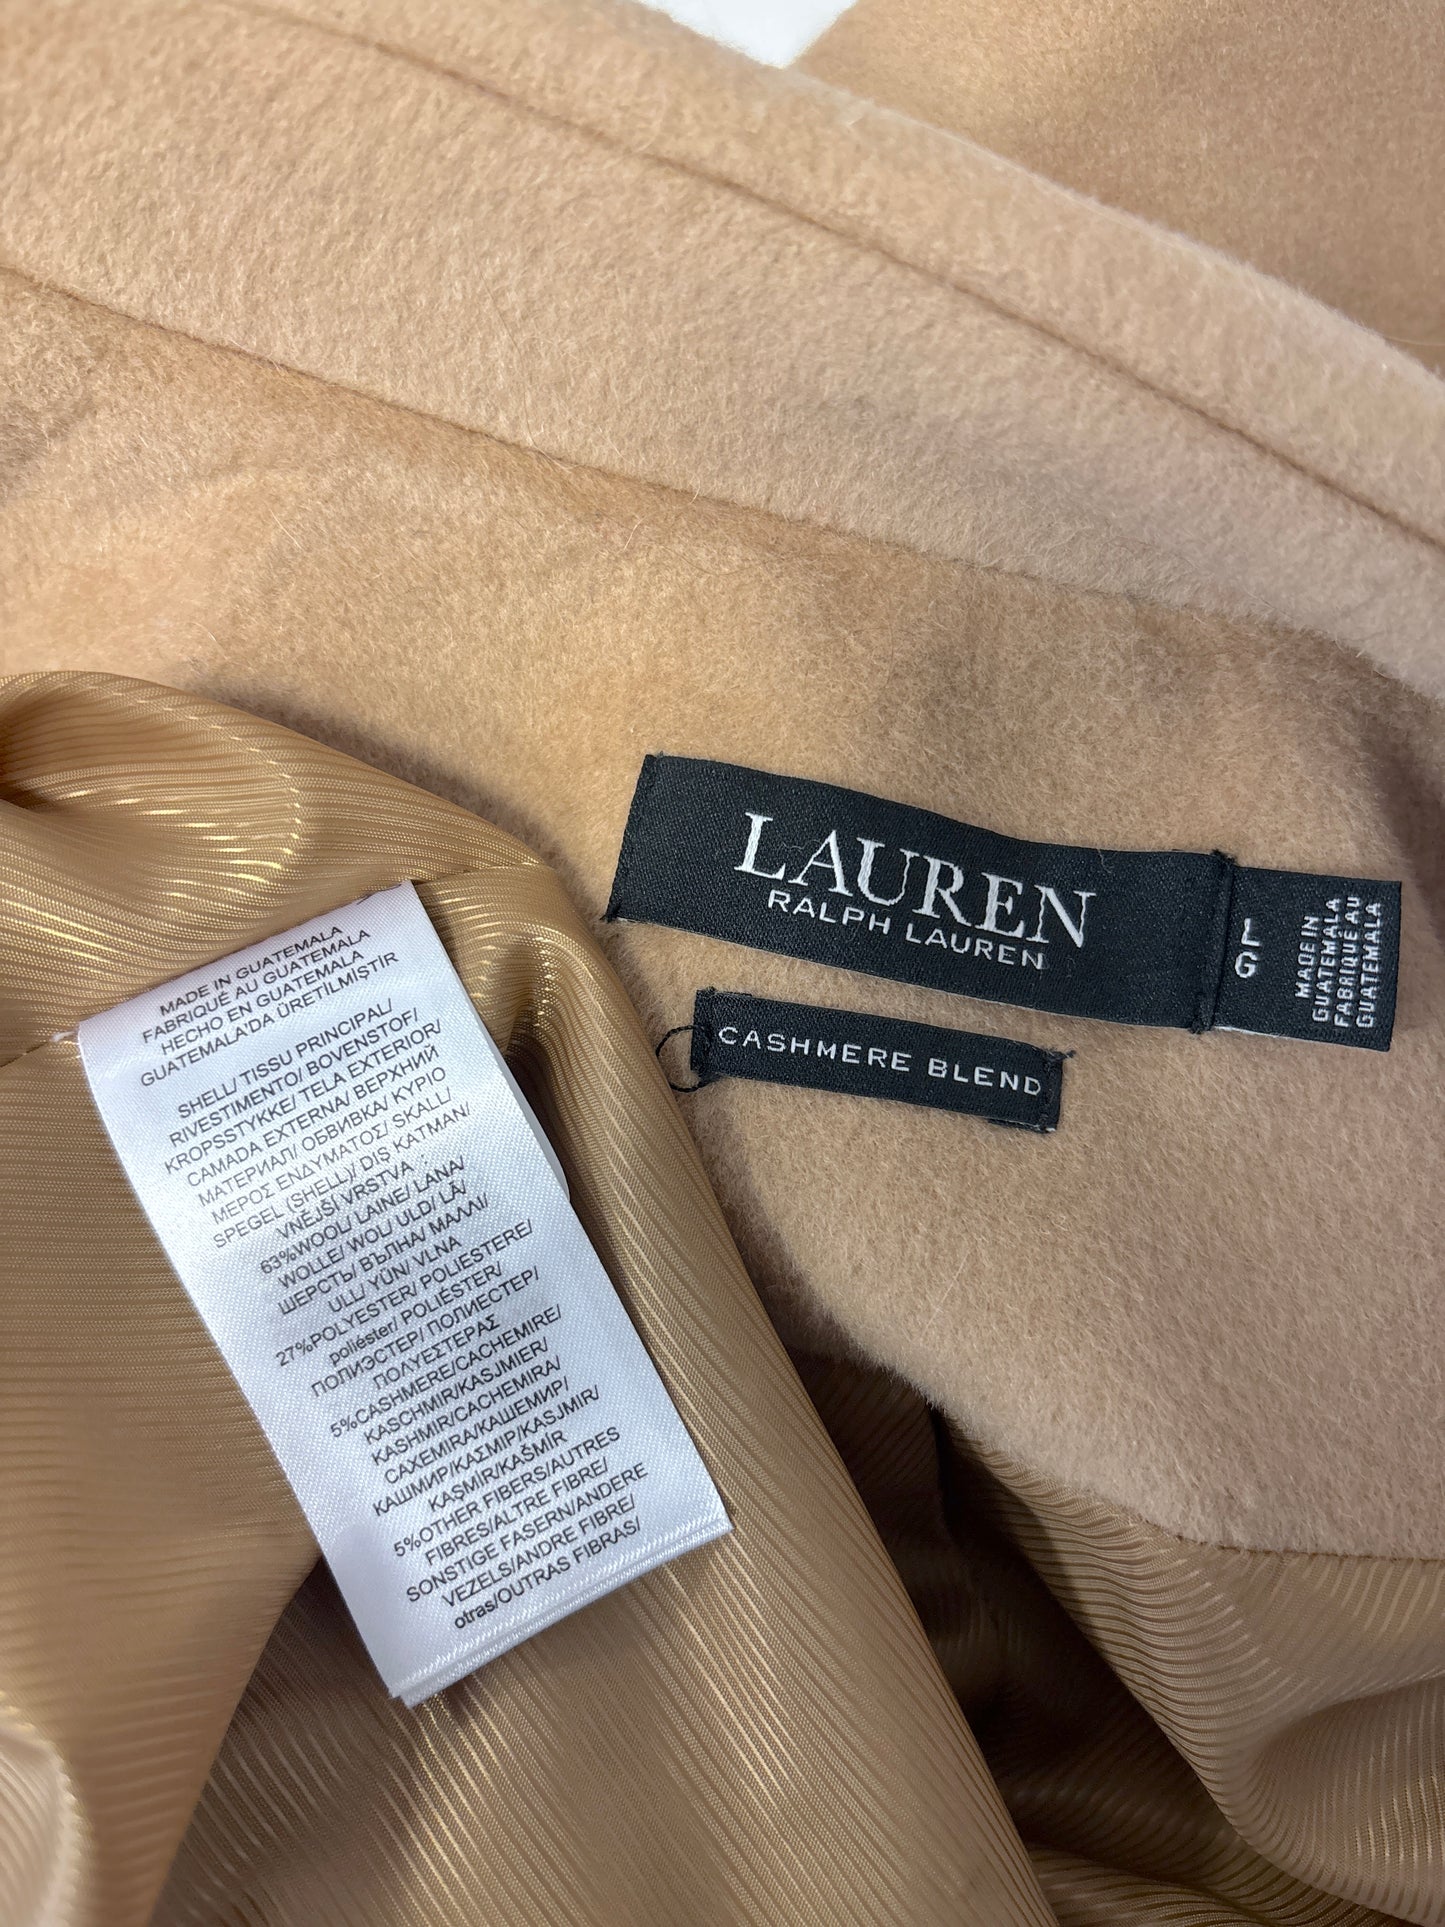 LAUREN
RALPH LAUREN
L
G
MADE IN
GUATEMALA
FABRIQUÉ AU
GUATEMALA
CASHMERE BLEND
MADE IN GUATEMALA
FABRIQUÉ AU GUATEMALA
HECHO EN GUATEMALA
GUATEMALA'DA ÜRETİLMİŞTİR
SHELL/ TISSU PRINCIPAL/
RIVESTIMENTO/ BOVENSTOF/
KROPSSTYKKE/ TELA EXTERIOR/
CAMADA EXTERNA/ ВЕРХНИЙ
МАТЕРИАЛ/ ОБВИВКА/ ΚΥΡΙΟ
ΜΕΡΟΣ ΕΝΔΥΜΑΤΟΣ/ SKALL/
SPEGEL (SHELL)/ DIŞ KATMAN/
VNĚJŠÍ VRSTVA :
63%WOOL/ LAINE/ LANA/
WOLLE/ WOL/ ULD/ LÃ/
ШЕРСТЬ/ ВЪЛНА/ ΜΑΛΛΙ/
ULL/ YÜN/ VLNA
27%POLYESTER/ POLIESTERE/
poliéster/ POLIÉSTER/
ПОЛИЭСТЕР/ ПОЛИЕСТЕР/
ΠΟΛΥΕΣΤΕΡΑΣ
5%CASHMERE/CACHEMIRE/
KASCHMIR/KASJMIER/
KASHMIR/CACHEMIRA/
CAXEMIRA/КАШЕМИР/
КАШМИР/ΚΑΣΜΙΡ/KASJMIR/
KAŞMİR/KAŠMÍR
5%OTHER FIBERS/AUTRES
FIBRES/ALTRE FIBRE/
SONSTIGE FASERN/ANDERE
VEZELS/ANDRE FIBRE/
otras/OUTRAS FIBRAS/